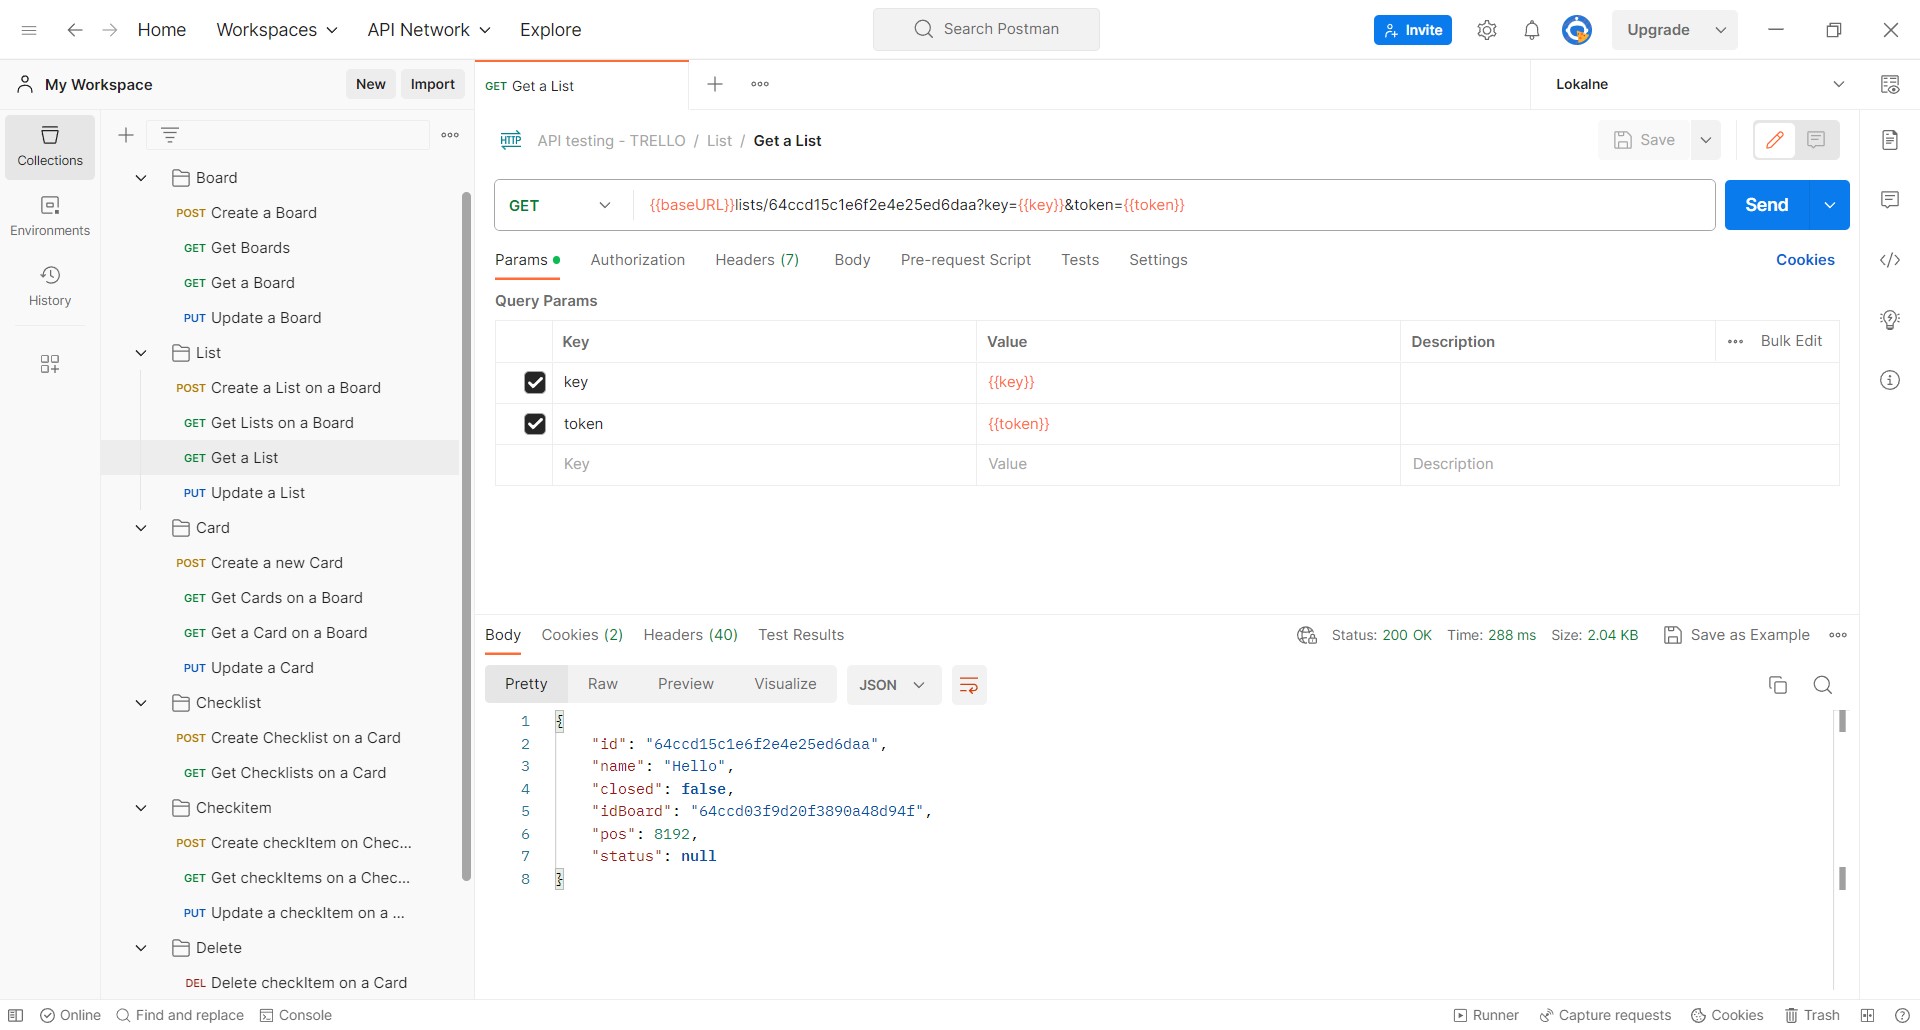 Home Workspaces API Network Explore Search Postman Invite Upgrade
My Workspace New Import
GET Get a List
Lokalne
Collections
Environments
History
Board
POST Create a Board
GET Get Boards
GET Get a Board
PUT Update a Board
List
POST Create a List on a Board
GET Get Lists on a Board
GET Get a List
PUT Update a List
Card
POST Create a new Card
GET Get Cards on a Board
GET Get a Card on a Board
PUT Update a Card
Checklist
POST Create Checklist on a Card
GET Get Checklists on a Card
Checkitem
POST Create checkItem on Chec...
GET Get checkItems on a Chec...
PUT Update a checkItem on a ...
Delete
DEL Delete checkItem on a Card
HTTP API testing - TRELLO / List / Get a List
Save
GET {{baseURL}}lists/64ccd15c1e6f2e4e25ed6daa?key={{key}}&token={{token}}
Send
Params Authorization Headers (7) Body Pre-request Script Tests Settings Cookies
Query Params
Key Value Description Bulk Edit
key {{key}}
token {{token}}
Key Value Description
Body Cookies (2) Headers (40) Test Results
Status: 200 OK Time: 288 ms Size: 2.04 KB Save as Example
Pretty Raw Preview Visualize JSON
1 {
2 "id": "64ccd15c1e6f2e4e25ed6daa",
3 "name": "Hello",
4 "closed": false,
5 "idBoard": "64ccd03f9d20f3890a48d94f",
6 "pos": 8192,
7 "status": null
8 }
Online Find and replace Console Runner Capture requests Cookies Trash